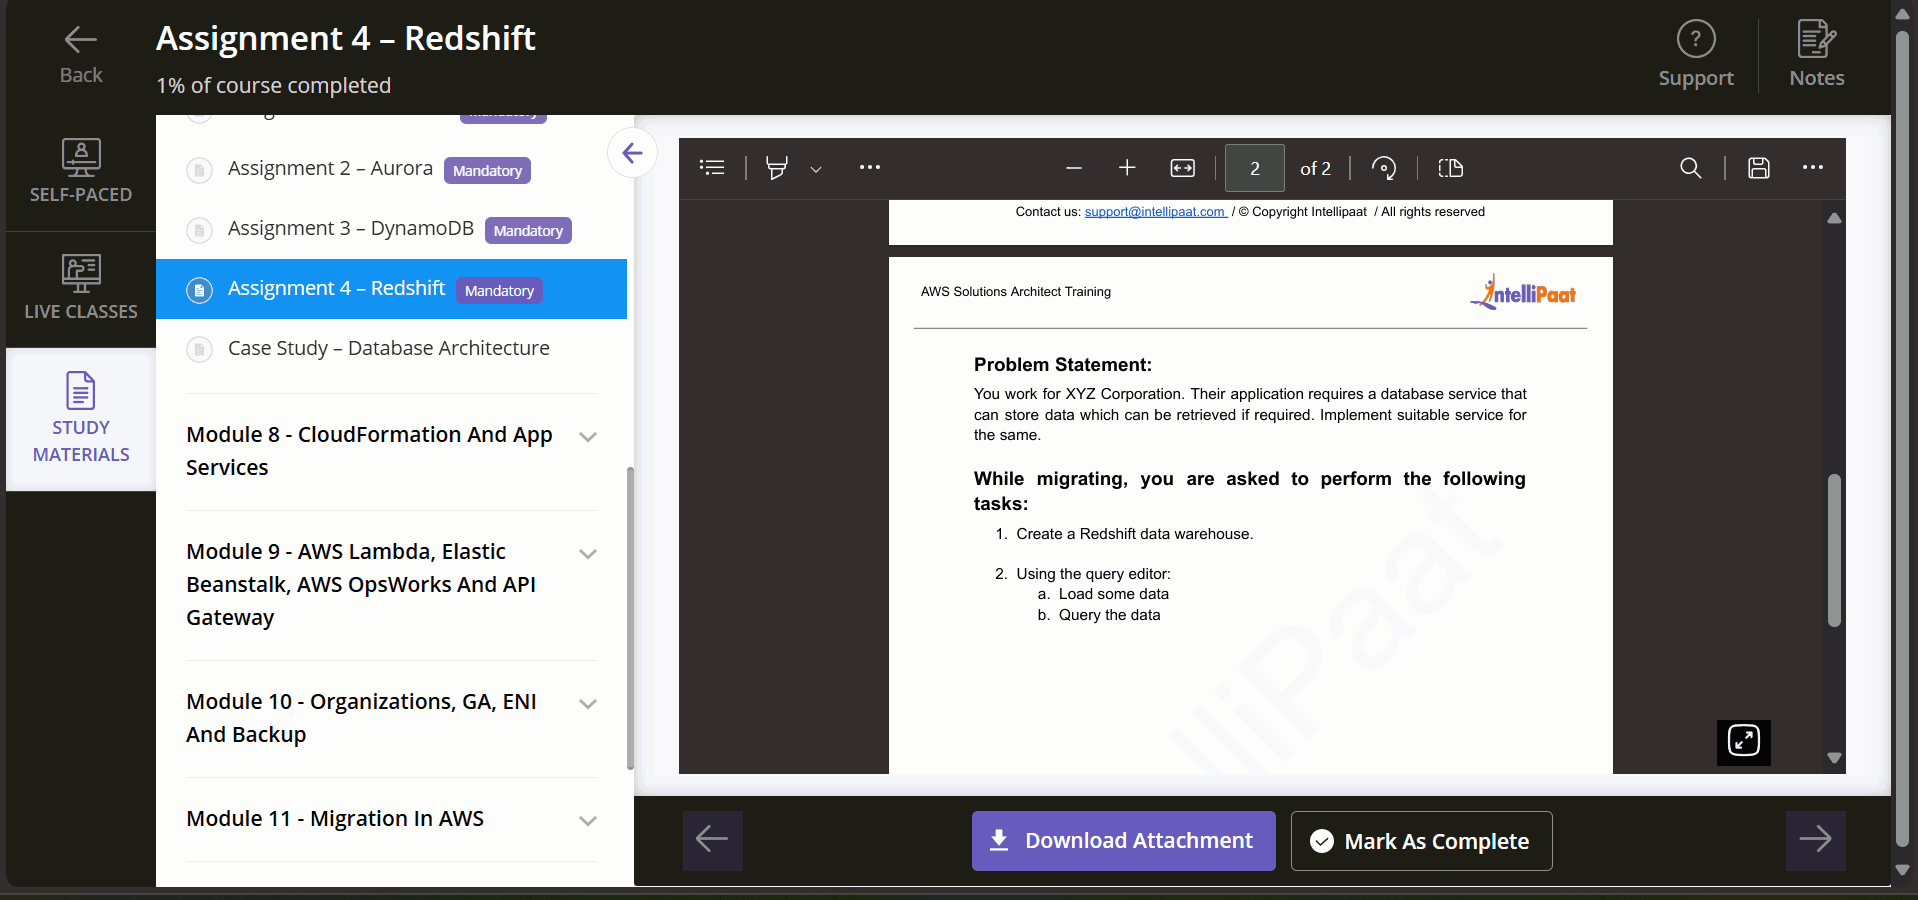 Back
Assignment 4 – Redshift
1% of course completed
Support
Notes
SELF-PACED
LIVE CLASSES
STUDY
MATERIALS
Mandatory
Assignment 2 – Aurora Mandatory
Assignment 3 – DynamoDB Mandatory
Assignment 4 – Redshift Mandatory
Case Study – Database Architecture
Module 8 - CloudFormation And App
Services
Module 9 - AWS Lambda, Elastic
Beanstalk, AWS OpsWorks And API
Gateway
Module 10 - Organizations, GA, ENI
And Backup
Module 11 - Migration In AWS
2 of 2
Contact us: support@intellipaat.com / © Copyright Intellipaat / All rights reserved
AWS Solutions Architect Training
IntelliPaat
Problem Statement:
You work for XYZ Corporation. Their application requires a database service that
can store data which can be retrieved if required. Implement suitable service for
the same.
While migrating, you are asked to perform the following
tasks:
1. Create a Redshift data warehouse.
2. Using the query editor:
a. Load some data
b. Query the data
lliPaat
Download Attachment
Mark As Complete